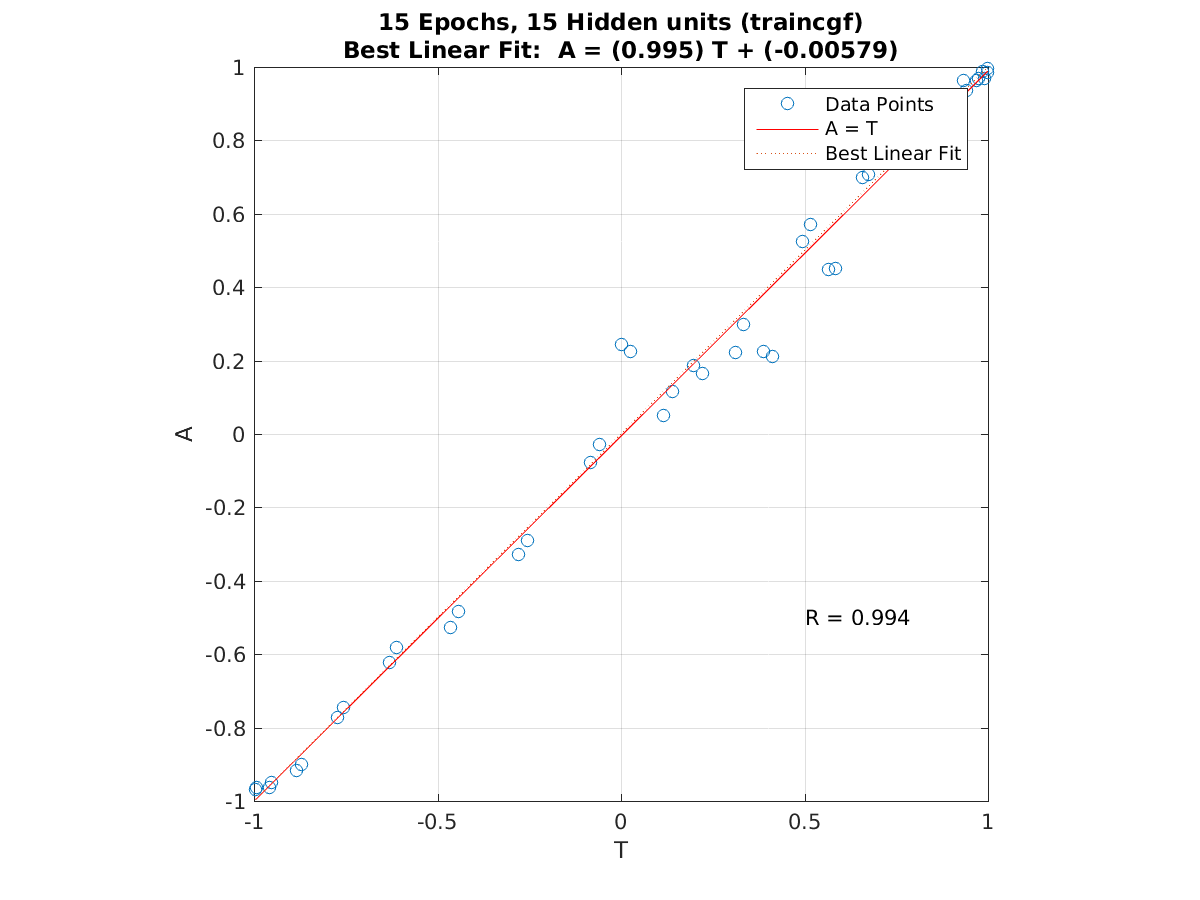 15 Epochs, 15 Hidden units (traincgf)
Best Linear Fit:  A = (0.995) T + (-0.00579)
1
0.8
0.6
0.4
0.2
0
-0.2
-0.4
-0.6
-0.8
-1
A
Data Points
A = T
Best Linear Fit
R = 0.994
-1
-0.5
0
0.5
1
T